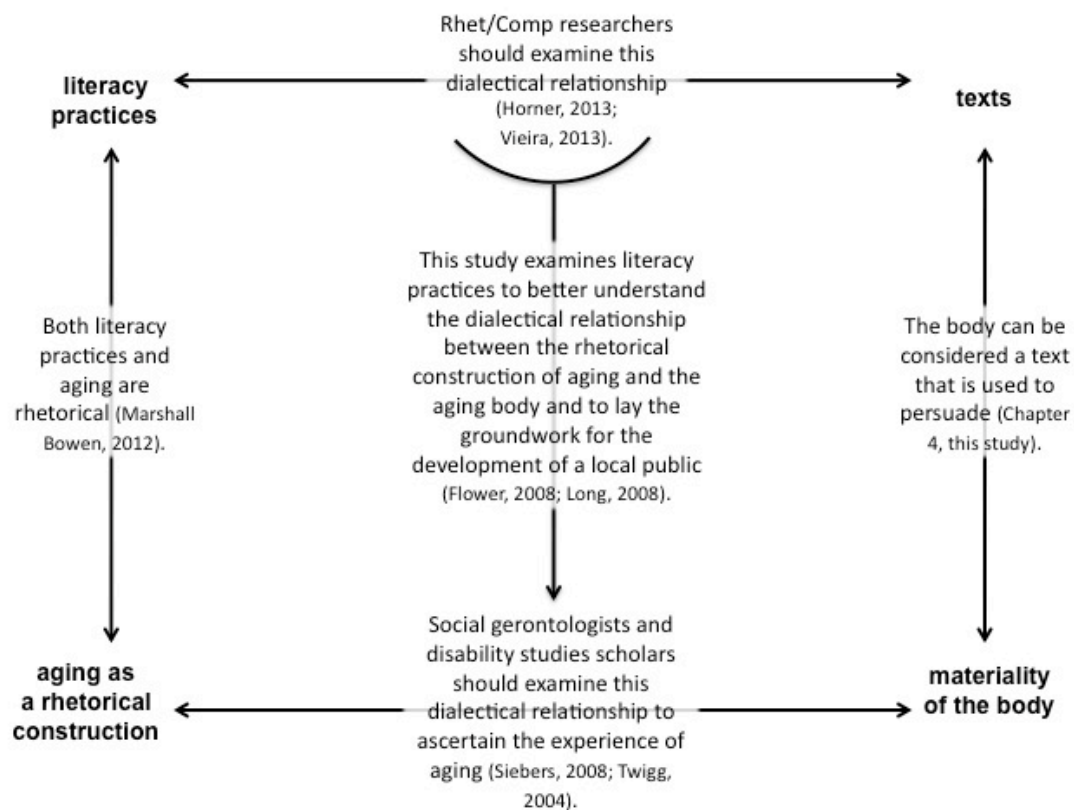 Rhet/Comp researchers
should examine this
dialectical relationship
(Horner, 2013;
Vieira, 2013).
literacy
practices
texts
This study examines literacy
practices to better understand
the dialectical relationship
between the rhetorical
construction of aging and the
aging body and to lay the
groundwork for the
development of a local public
(Flower, 2008; Long, 2008).
Both literacy
practices and
aging are
rhetorical (Marshall
Bowen, 2012).
The body can be
considered a text
that is used to
persuade (Chapter
4, this study).
aging as
a rhetorical
construction
Social gerontologists and
disability studies scholars
should examine this
dialectical relationship to
ascertain the experience of
aging (Siebers, 2008; Twigg,
2004).
materiality
of the body